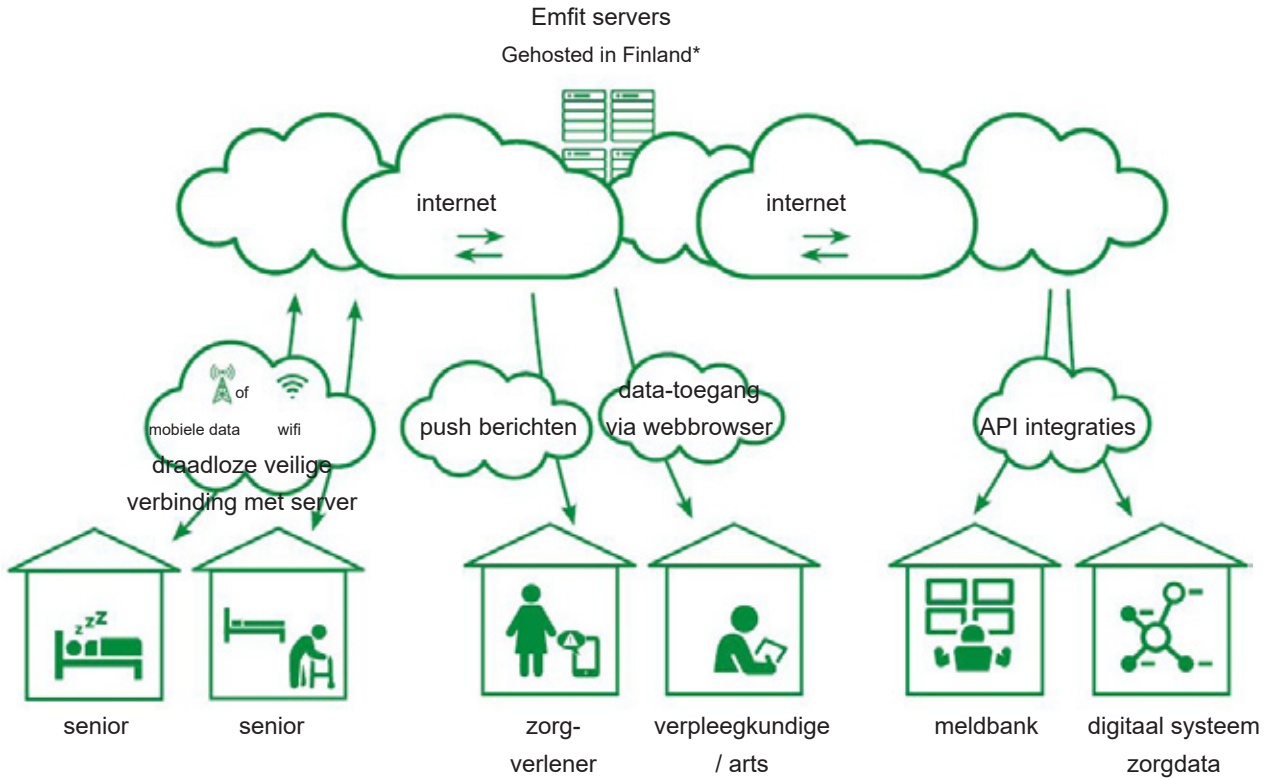 Emfit servers
Gehosted in Finland*
internet
internet
of
mobiele data
wifi
draadloze veilige
verbinding met server
push berichten
data-toegang
via webbrowser
API integraties
zzZ
senior
senior
zorg-
verlener
verpleegkundige
/ arts
meldbank
digitaal systeem
zorgdata